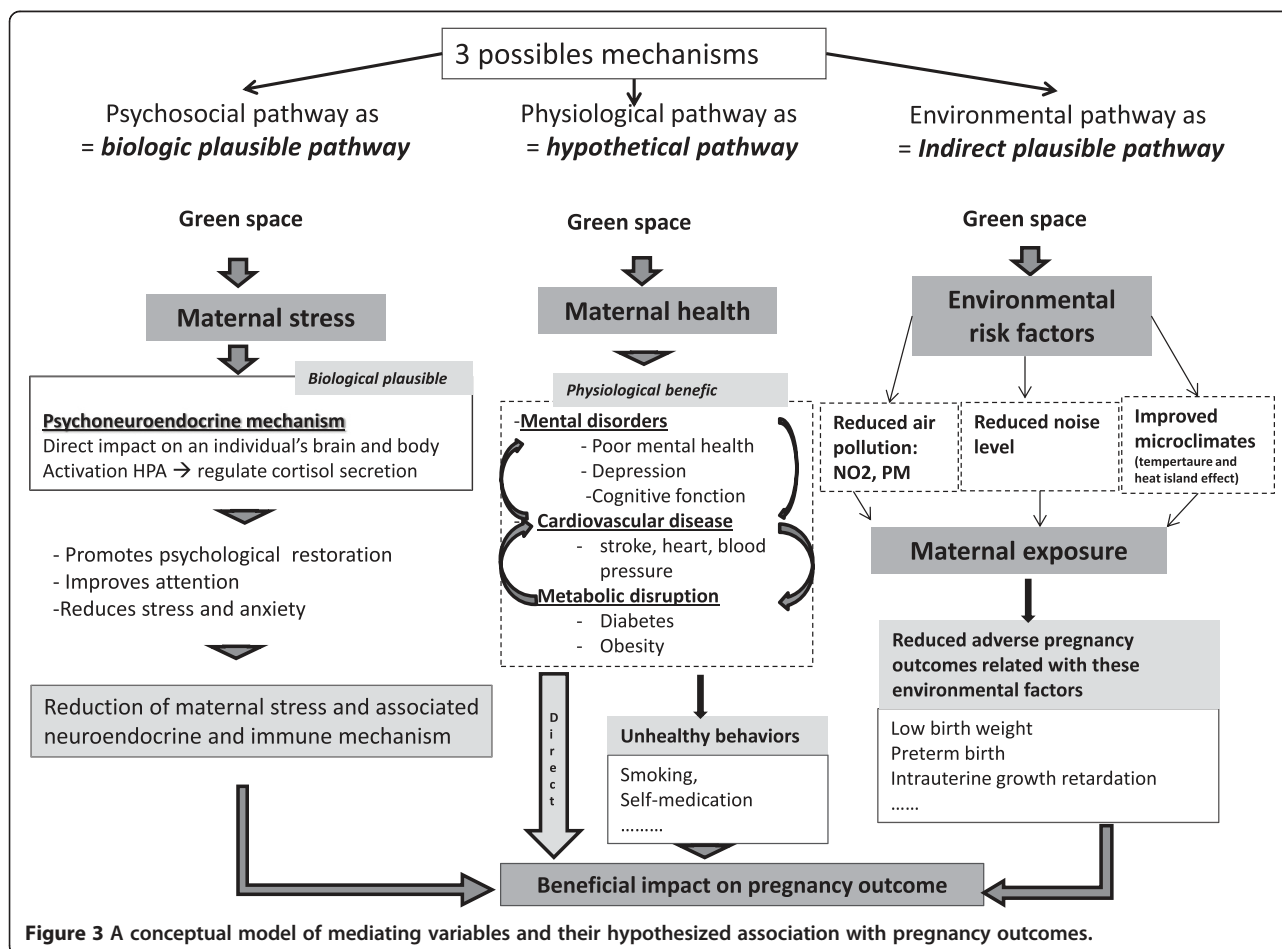 3 possibles mechanisms
Psychosocial pathway as
= biologic plausible pathway
Physiological pathway as
= hypothetical pathway
Environmental pathway as
= Indirect plausible pathway
Green space
Maternal stress
Biological plausible
Psychoneuroendocrine mechanism
Direct impact on an individual's brain and body
Activation HPA → regulate cortisol secretion
- Promotes psychological restoration
- Improves attention
-Reduces stress and anxiety
Reduction of maternal stress and associated
neuroendocrine and immune mechanism
Green space
Maternal health
Physiological benefic
-Mental disorders
- Poor mental health
- Depression
-Cognitive fonction
- Cardiovascular disease
- stroke, heart, blood
pressure
Metabolic disruption
- Diabetes
- Obesity
Direct
Unhealthy behaviors
Smoking,
Self-medication
………
Green space
Environmental
risk factors
Reduced air
pollution:
NO2, PM
Reduced noise
level
Improved
microclimates
(tempertaure and
heat island effect)
Maternal exposure
Reduced adverse pregnancy
outcomes related with these
environmental factors
Low birth weight
Preterm birth
Intrauterine growth retardation
……
Beneficial impact on pregnancy outcome
Figure 3 A conceptual model of mediating variables and their hypothesized association with pregnancy outcomes.